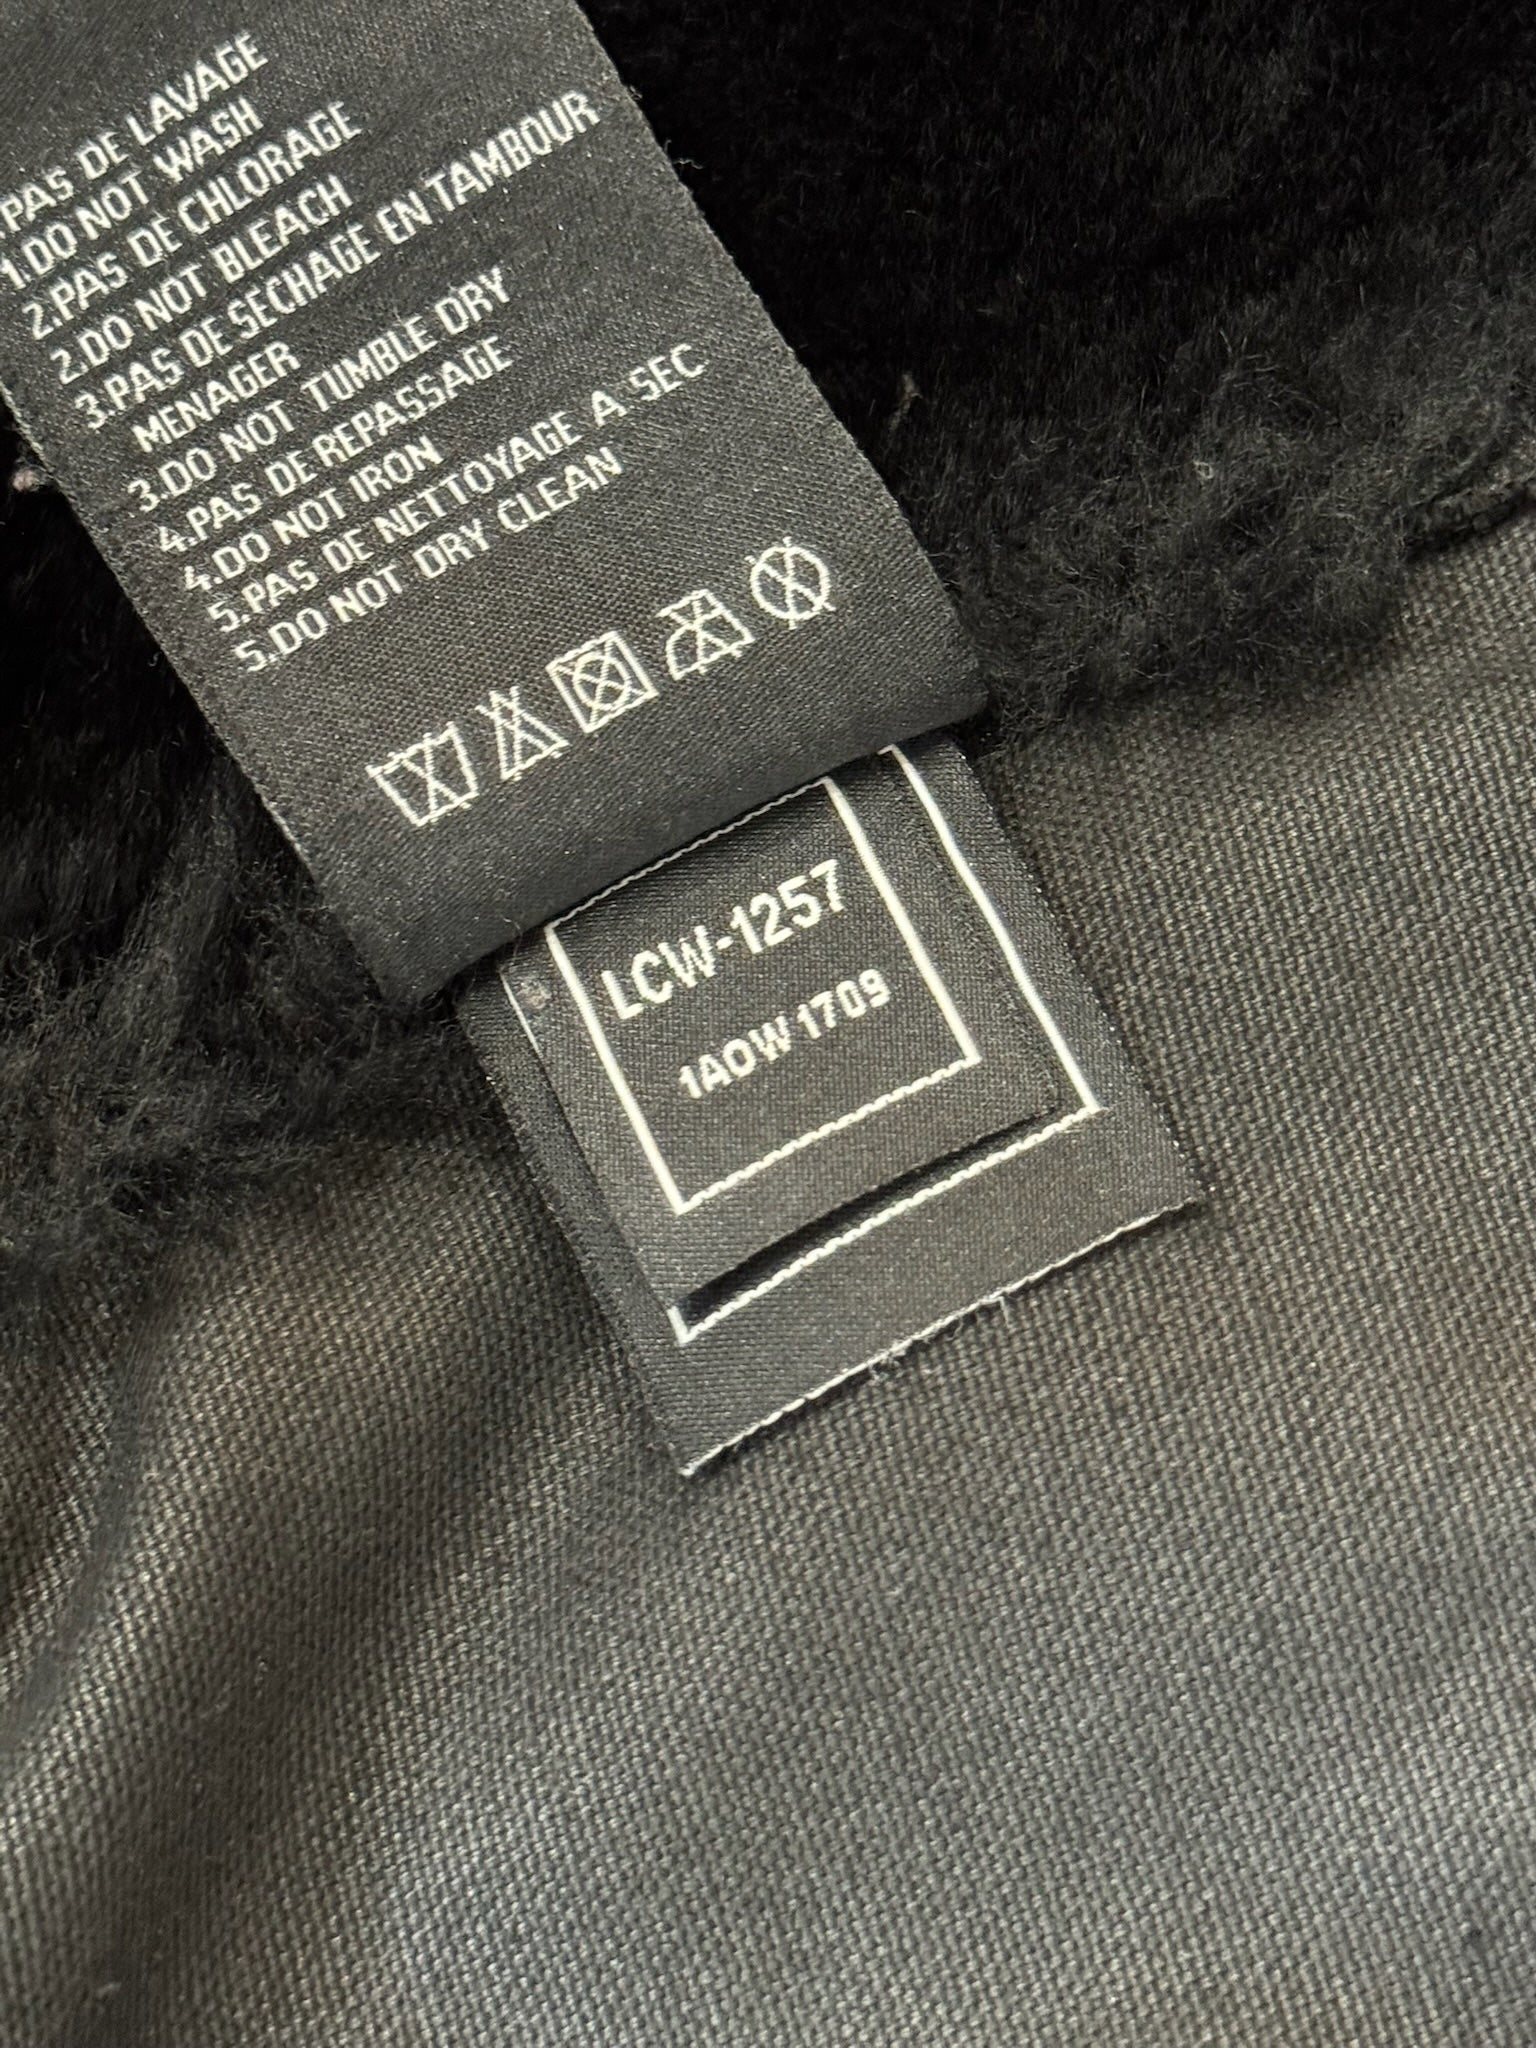 PAS DE LAVAGE
1.DO NOT WASH
2.PAS DE CHLORAGE
2.DO NOT BLEACH
3.PAS DE SECHAGE EN TAMBOUR
MENAGER
3.DO NOT TUMBLE DRY
4.PAS DE REPASSAGE
4.DO NOT IRON
5.PAS DE NETTOYAGE A SEC
5.DO NOT DRY CLEAN
LCW-1257
1AOW1709